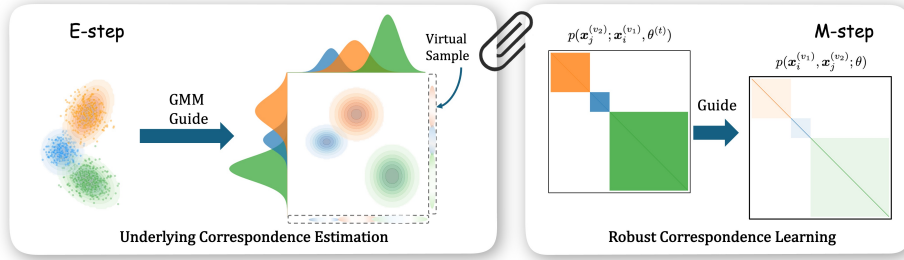 E-step
GMM
Guide
Virtual
Sample
Underlying Correspondence Estimation
M-step
p(𝒙_j^{(v_2)}; 𝒙_i^{(v_1)}, θ^{(t)})
p(𝒙_i^{(v_1)}, 𝒙_j^{(v_2)}; θ)
Guide
Robust Correspondence Learning